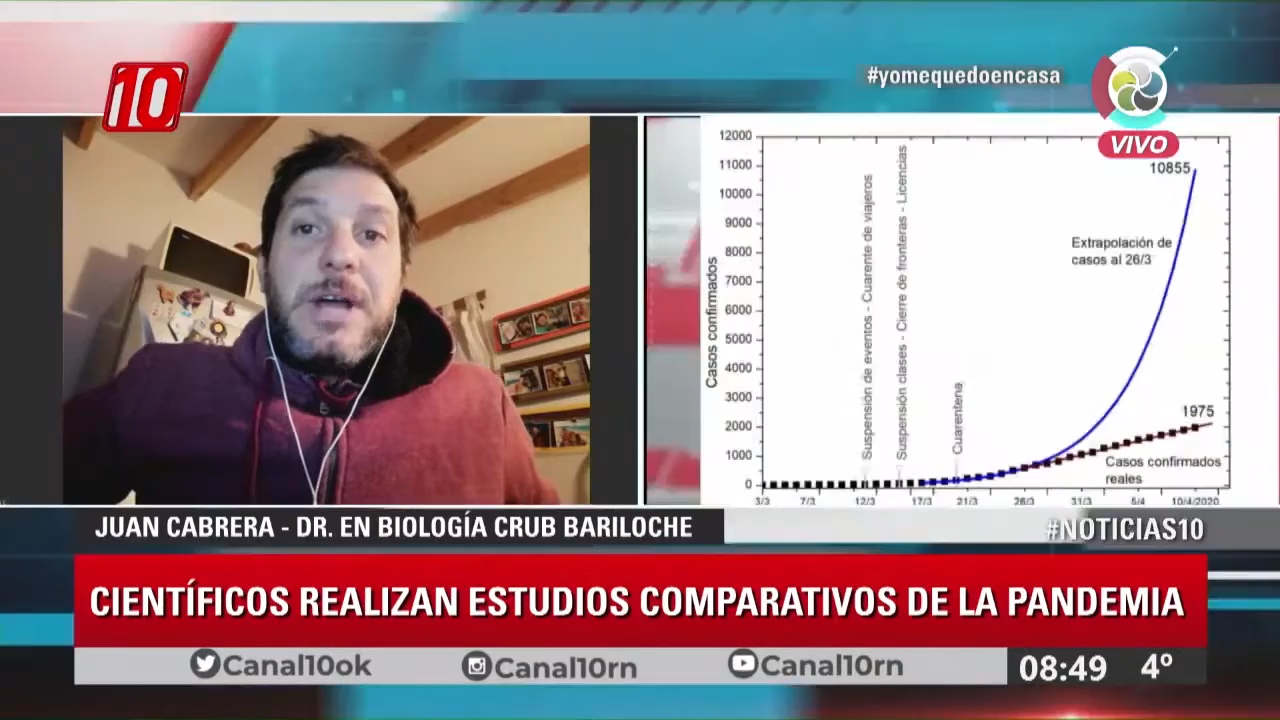 10
#yomequedoencasa
VIVO
12000
11000
10000
9000
8000
7000
6000
5000
4000
3000
2000
1000
0
Casos confirmados
Suspensión de eventos - Cuarente de viajeros
Suspensión clases - Cierre de fronteras - Licencias
Cuarentena
10855
Extrapolación de
casos al 26/3
1975
Casos confirmados
reales
3/3 7/3 12/3 17/3 21/3 26/3 31/3 5/4 10/4/2020
JUAN CABRERA - DR. EN BIOLOGÍA CRUB BARILOCHE
#NOTICIAS10
CIENTÍFICOS REALIZAN ESTUDIOS COMPARATIVOS DE LA PANDEMIA
Canal10ok Canal10rn Canal10rn 08:49 4°